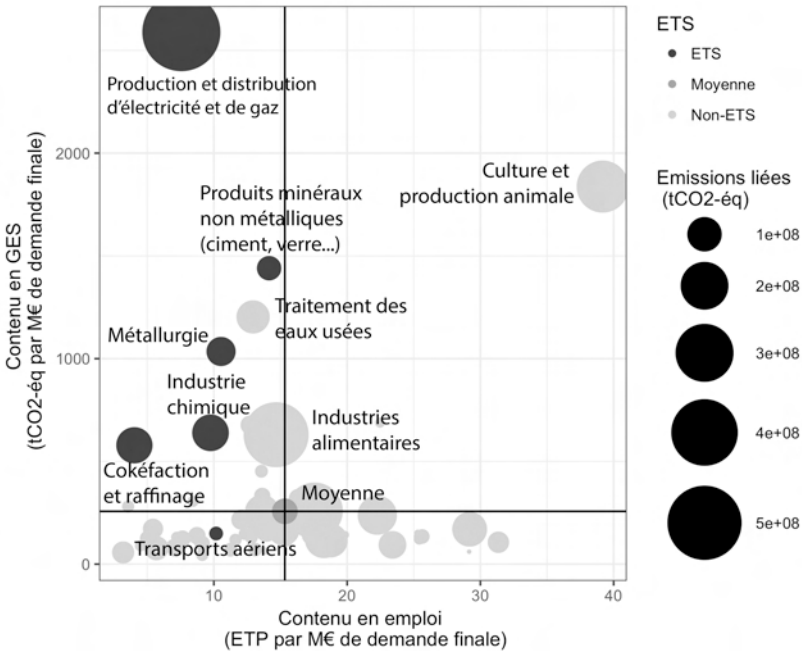 ETS
ETS
Moyenne
Non-ETS
Emissions liées
(tCO2-éq)
1e+08
2e+08
3e+08
4e+08
5e+08
Contenu en GES
(tCO2-éq par M€ de demande finale)
2000
1000
0
Production et distribution
d'électricité et de gaz
Culture et
production animale
Produits minéraux
non métalliques
(ciment, verre...)
Traitement des
eaux usées
Métallurgie
Industrie
chimique
Industries
alimentaires
Cokéfaction
et raffinage
Moyenne
Transports aériens
10
20
30
40
Contenu en emploi
(ETP par M€ de demande finale)